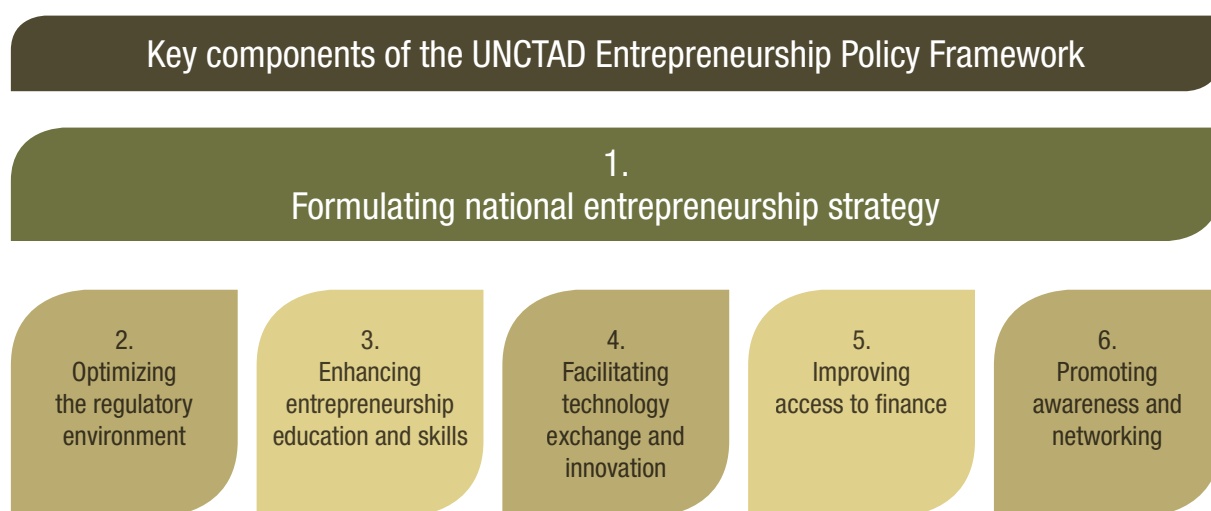 Key components of the UNCTAD Entrepreneurship Policy Framework
1.
Formulating national entrepreneurship strategy
2.
Optimizing
the regulatory
environment
3.
Enhancing
entrepreneurship
education and skills
4.
Facilitating
technology
exchange and
innovation
5.
Improving
access to finance
6.
Promoting
awareness and
networking